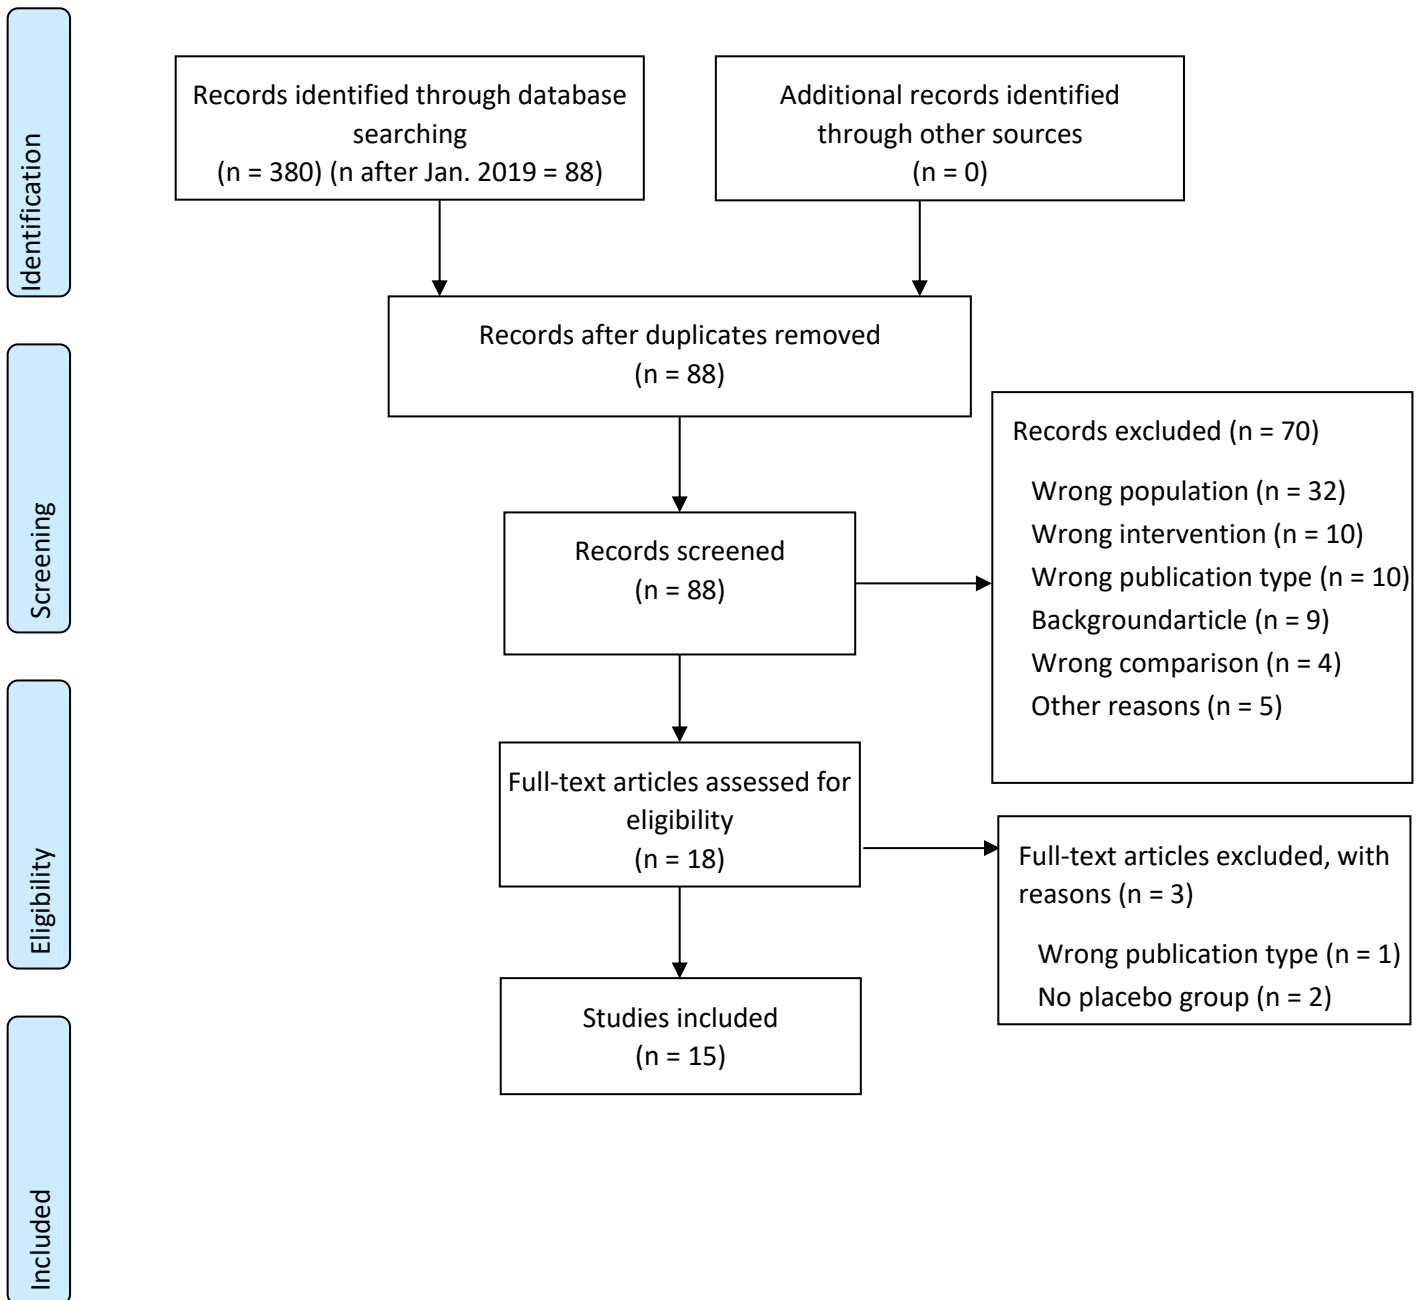 Identification
Records identified through database
searching
(n = 380) (n after Jan. 2019 = 88)
Additional records identified
through other sources
(n = 0)
Records after duplicates removed
(n = 88)
Screening
Records screened
(n = 88)
Records excluded (n = 70)
Wrong population (n = 32)
Wrong intervention (n = 10)
Wrong publication type (n = 10)
Backgroundarticle (n = 9)
Wrong comparison (n = 4)
Other reasons (n = 5)
Eligibility
Full-text articles assessed for
eligibility
(n = 18)
Full-text articles excluded, with
reasons (n = 3)
Wrong publication type (n = 1)
No placebo group (n = 2)
Included
Studies included
(n = 15)